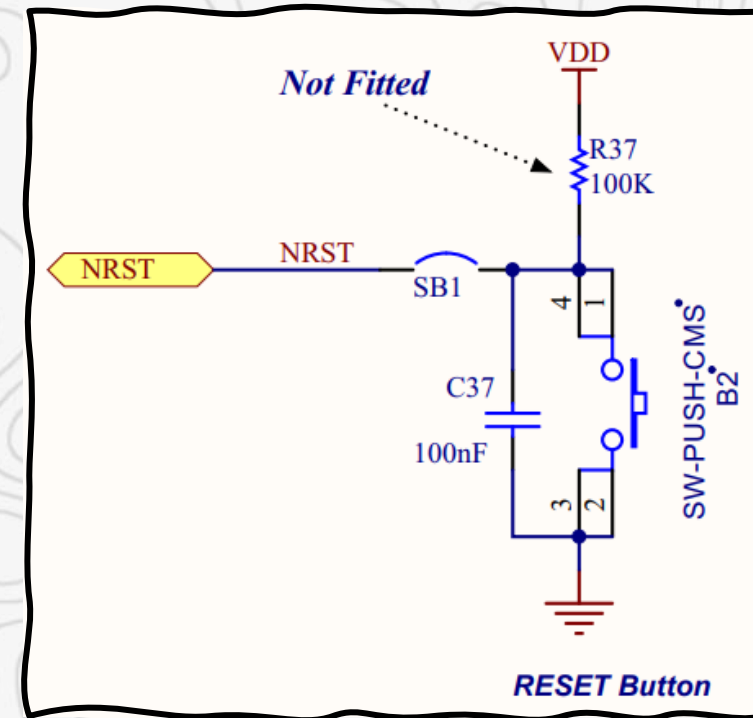 VDD
Not Fitted
R37
100K
NRST
NRST
SB1
4
1
C37
100nF
3
2
SW-PUSH-CMS
B2
RESET Button